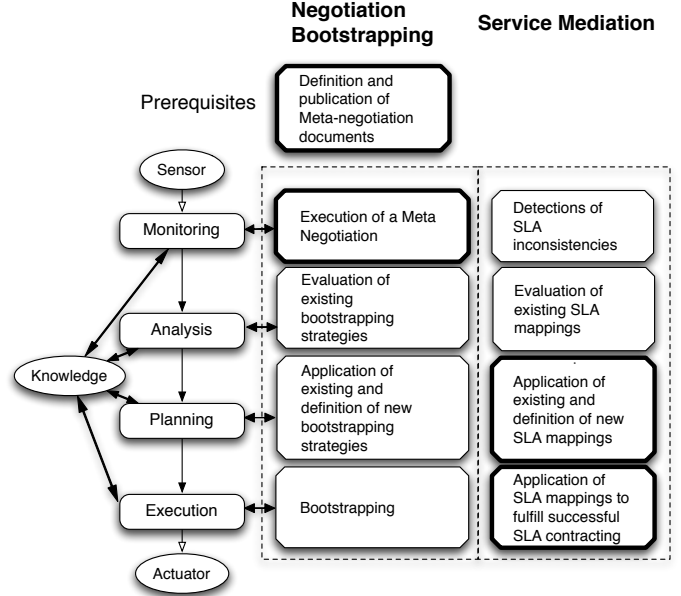 Negotiation
Bootstrapping
Service Mediation
Prerequisites
Definition and
publication of
Meta-negotiation
documents
Sensor
Monitoring
Execution of a Meta
Negotiation
Detections of
SLA
inconsistencies
Analysis
Evaluation of
existing
bootstrapping
strategies
Evaluation of
existing SLA
mappings
Knowledge
Planning
Application of
existing and
definition of new
bootstrapping
strategies
Application of
existing and
definition of new
SLA mappings
Execution
Bootstrapping
Application of
SLA mappings to
fulfill successful
SLA contracting
Actuator